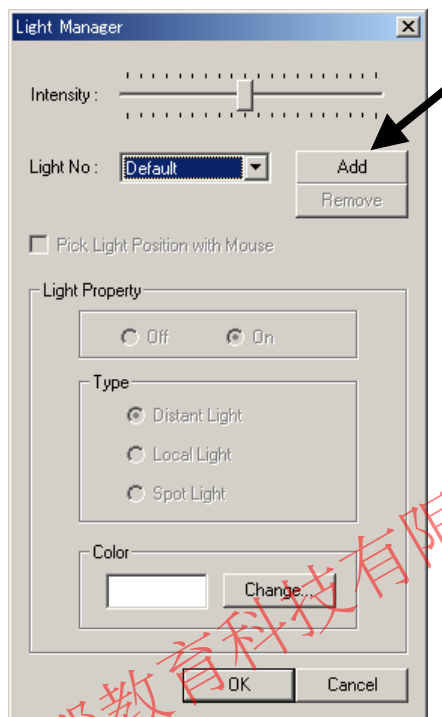 Light Manager
Intensity :
Light No : Default Add
Remove
Pick Light Position with Mouse
Light Property
Off On
Type
Distant Light
Local Light
Spot Light
Color
Change...
OK Cancel
教育科技有限